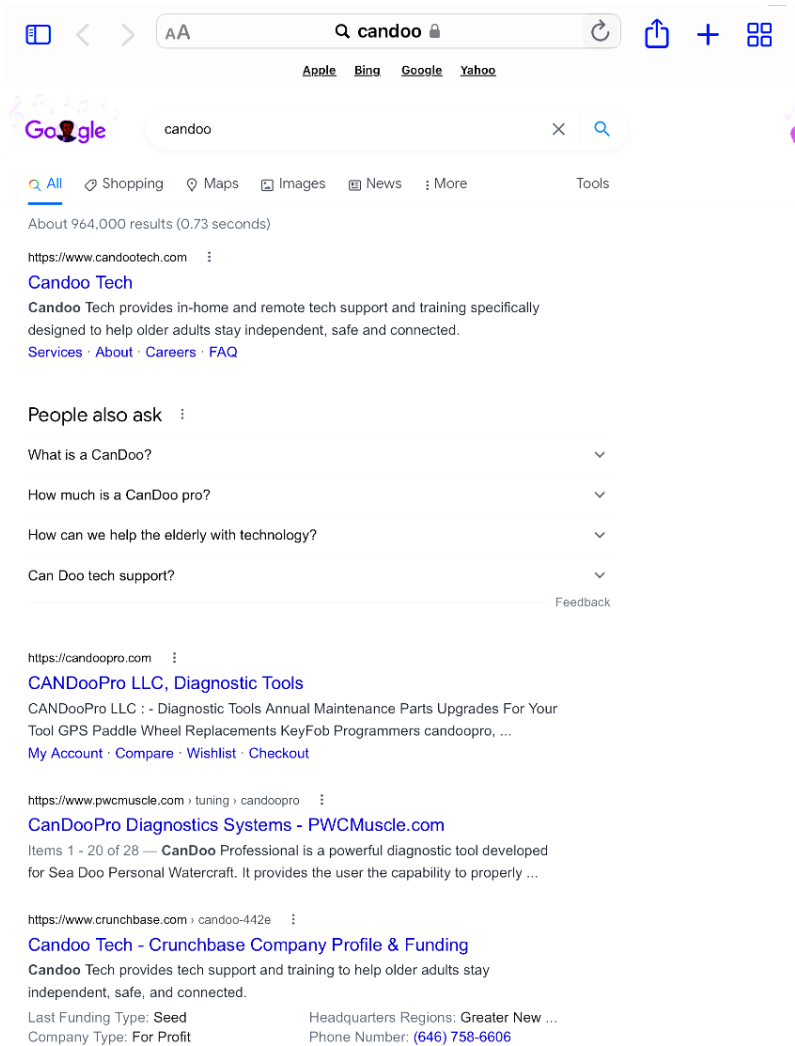 AA candoo
Apple Bing Google Yahoo
Google candoo
All Shopping Maps Images News More Tools
About 964,000 results (0.73 seconds)
https://www.candootech.com
Candoo Tech
Candoo Tech provides in-home and remote tech support and training specifically
designed to help older adults stay independent, safe and connected.
Services · About · Careers · FAQ
People also ask
What is a CanDoo?
How much is a CanDoo pro?
How can we help the elderly with technology?
Can Doo tech support?
Feedback
https://candoopro.com
CANDooPro LLC, Diagnostic Tools
CANDooPro LLC : - Diagnostic Tools Annual Maintenance Parts Upgrades For Your
Tool GPS Paddle Wheel Replacements KeyFob Programmers candoopro, ...
My Account · Compare · Wishlist · Checkout
https://www.pwcmuscle.com › tuning › candoopro
CanDooPro Diagnostics Systems - PWCMuscle.com
Items 1 - 20 of 28 — CanDoo Professional is a powerful diagnostic tool developed
for Sea Doo Personal Watercraft. It provides the user the capability to properly ...
https://www.crunchbase.com › candoo-442e
Candoo Tech - Crunchbase Company Profile & Funding
Candoo Tech provides tech support and training to help older adults stay
independent, safe, and connected.
Last Funding Type: Seed Headquarters Regions: Greater New ...
Company Type: For Profit Phone Number: (646) 758-6606